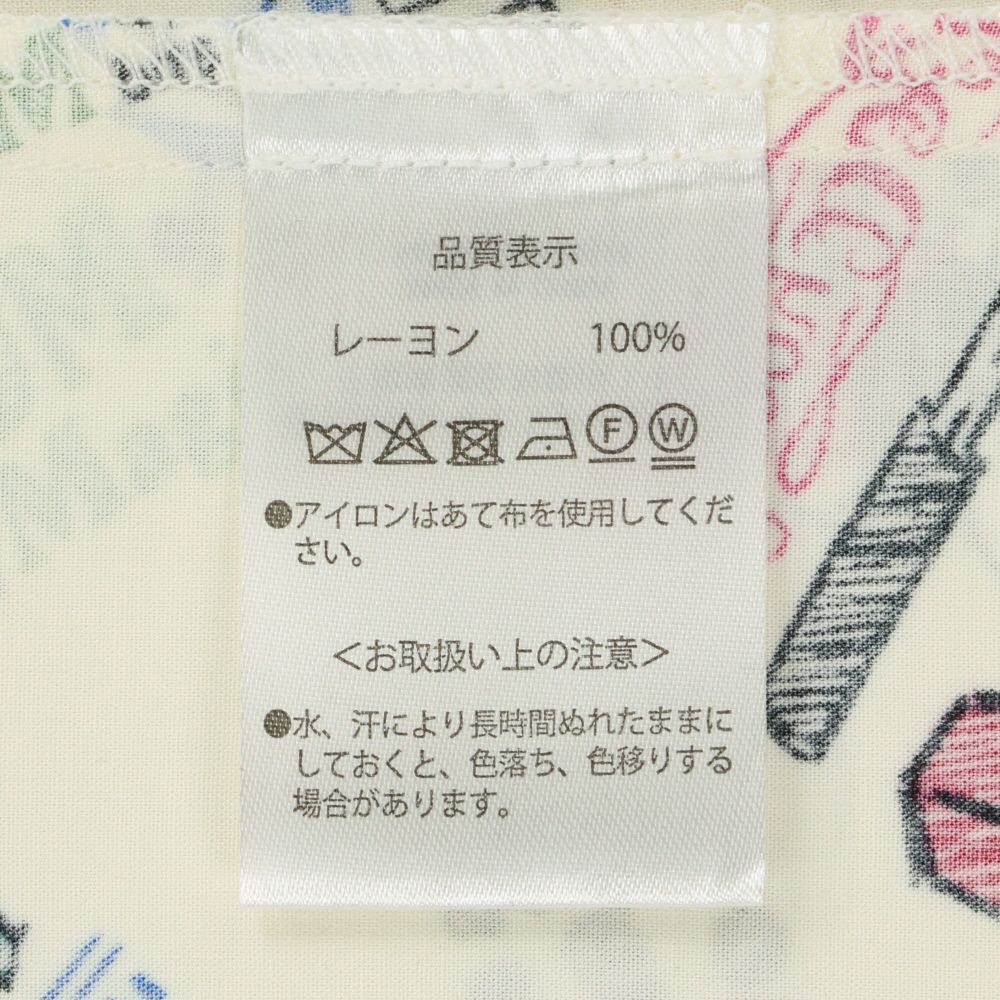 品質表示
レーヨン 100%
F W
●アイロンはあて布を使用してくだ
さい。
<お取扱い上の注意>
●水、汗により長時間ぬれたままに
しておくと、色落ち、色移りする
場合があります。